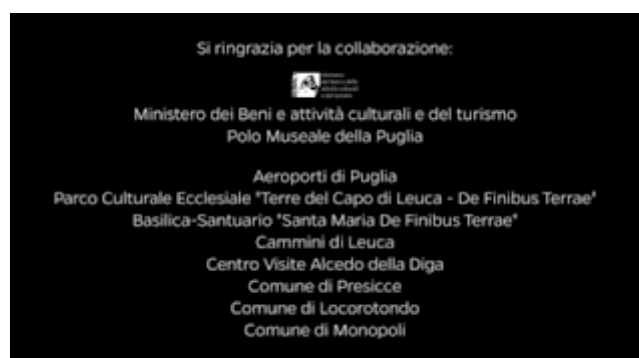 Si ringrazia per la collaborazione:
Ministero dei Beni e attività culturali e del turismo
Polo Museale della Puglia
Aeroporti di Puglia
Parco Culturale Ecclesiale "Terre del Capo di Leuca - De Finibus Terrae"
Basilica-Santuario "Santa Maria De Finibus Terrae"
Cammini di Leuca
Centro Visite Alcedo della Diga
Comune di Presicce
Comune di Locorotondo
Comune di Monopoli